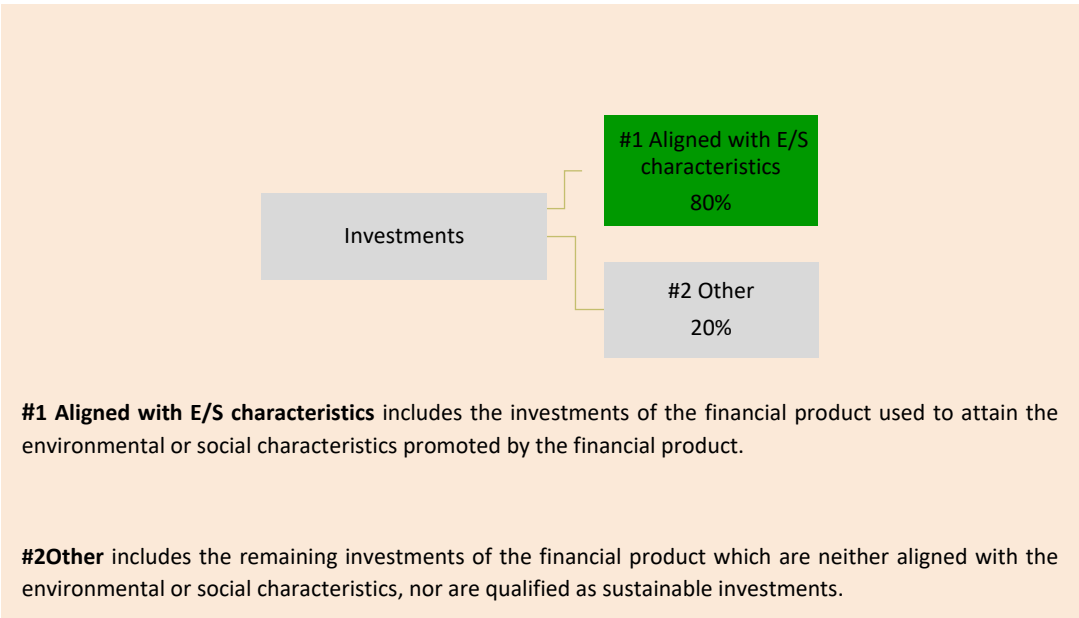 #1 Aligned with E/S
characteristics
80%
Investments
#2 Other
20%
#1 Aligned with E/S characteristics includes the investments of the financial product used to attain the
environmental or social characteristics promoted by the financial product.
#2Other includes the remaining investments of the financial product which are neither aligned with the
environmental or social characteristics, nor are qualified as sustainable investments.